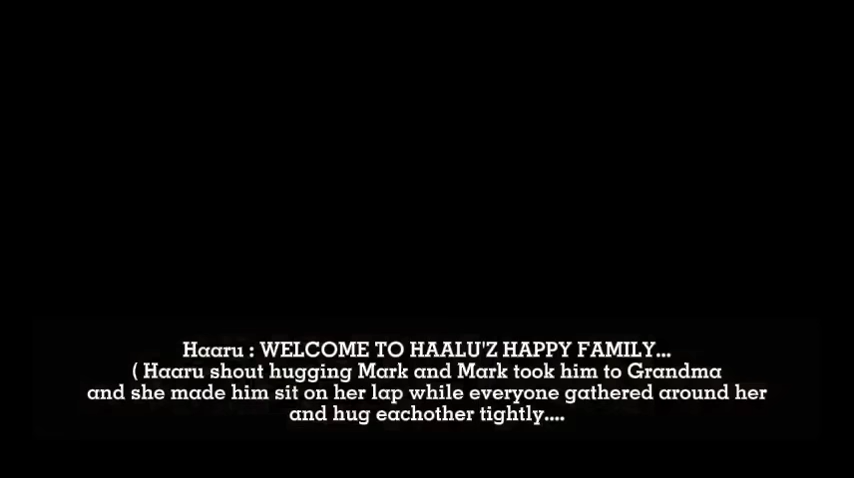 Haaru : WELCOME TO HAALU'Z HAPPY FAMILY...
( Haaru shout hugging Mark and Mark took him to Grandma
and she made him sit on her lap while everyone gathered around her
and hug eachother tightly....